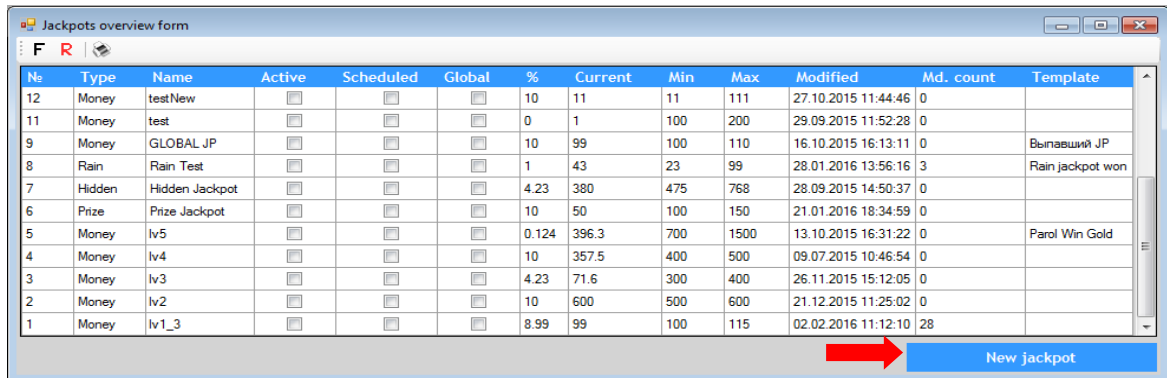 Jackpots overview form
F R
№ Type Name Active Scheduled Global % Current Min Max Modified Md. count Template
12 Money testNew 10 11 11 111 27.10.2015 11:44:46 0
11 Money test 0 1 100 200 29.09.2015 11:52:28 0
9 Money GLOBAL JP 10 99 100 110 16.10.2015 16:13:11 0 Выпавший JP
8 Rain Rain Test 1 43 23 99 28.01.2016 13:56:16 3 Rain jackpot won
7 Hidden Hidden Jackpot 4.23 380 475 768 28.09.2015 14:50:37 0
6 Prize Prize Jackpot 10 50 100 150 21.01.2016 18:34:59 0
5 Money lv5 0.124 396.3 700 1500 13.10.2015 16:31:22 0 Parol Win Gold
4 Money lv4 10 357.5 400 500 09.07.2015 10:46:54 0
3 Money lv3 4.23 71.6 300 400 26.11.2015 15:12:05 0
2 Money lv2 10 600 500 600 21.12.2015 11:25:02 0
1 Money lv1_3 8.99 99 100 115 02.02.2016 11:12:10 28
New jackpot